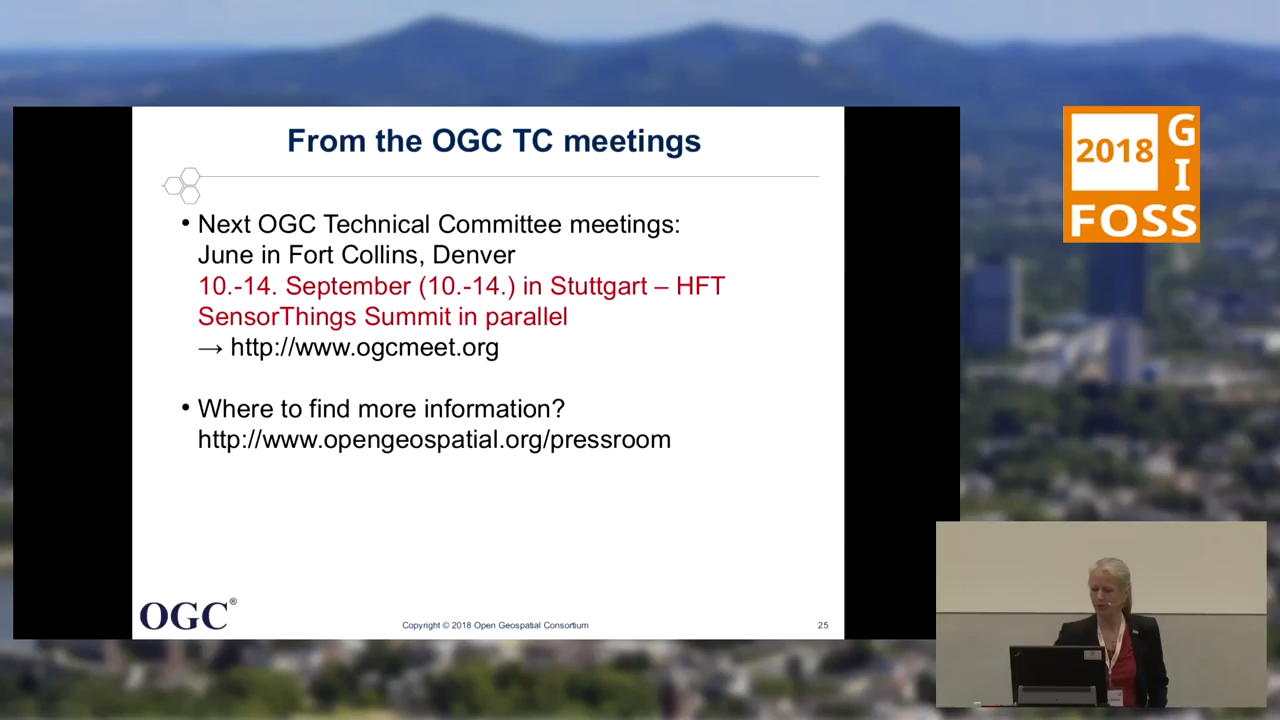 From the OGC TC meetings
• Next OGC Technical Committee meetings:
June in Fort Collins, Denver
10.-14. September (10.-14.) in Stuttgart – HFT
SensorThings Summit in parallel
→ http://www.ogcmeet.org
• Where to find more information?
http://www.opengeospatial.org/pressroom
OGC®
Copyright © 2018 Open Geospatial Consortium
25
2018
GI
FOSS